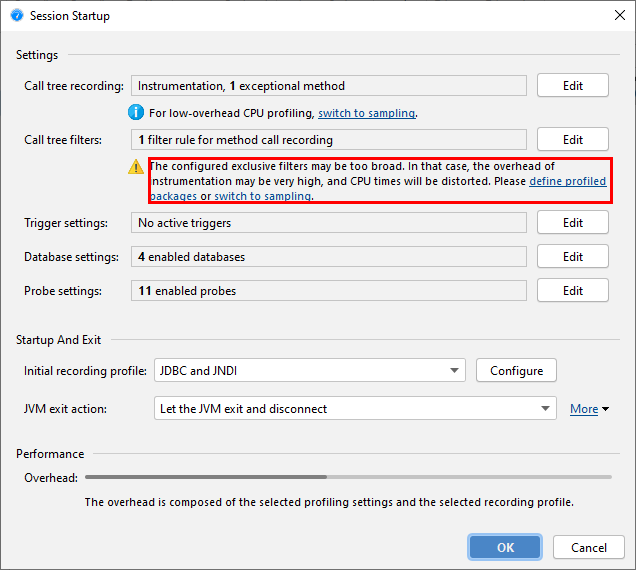 Session Startup
Settings
Call tree recording: Instrumentation, 1 exceptional method Edit
For low-overhead CPU profiling, switch to sampling.
Call tree filters: 1 filter rule for method call recording Edit
The configured exclusive filters may be too broad. In that case, the overhead of
instrumentation may be very high, and CPU times will be distorted. Please define profiled
packages or switch to sampling.
Trigger settings: No active triggers Edit
Database settings: 4 enabled databases Edit
Probe settings: 11 enabled probes Edit
Startup And Exit
Initial recording profile: JDBC and JNDI Configure
JVM exit action: Let the JVM exit and disconnect More
Performance
Overhead:
The overhead is composed of the selected profiling settings and the selected recording profile.
OK Cancel